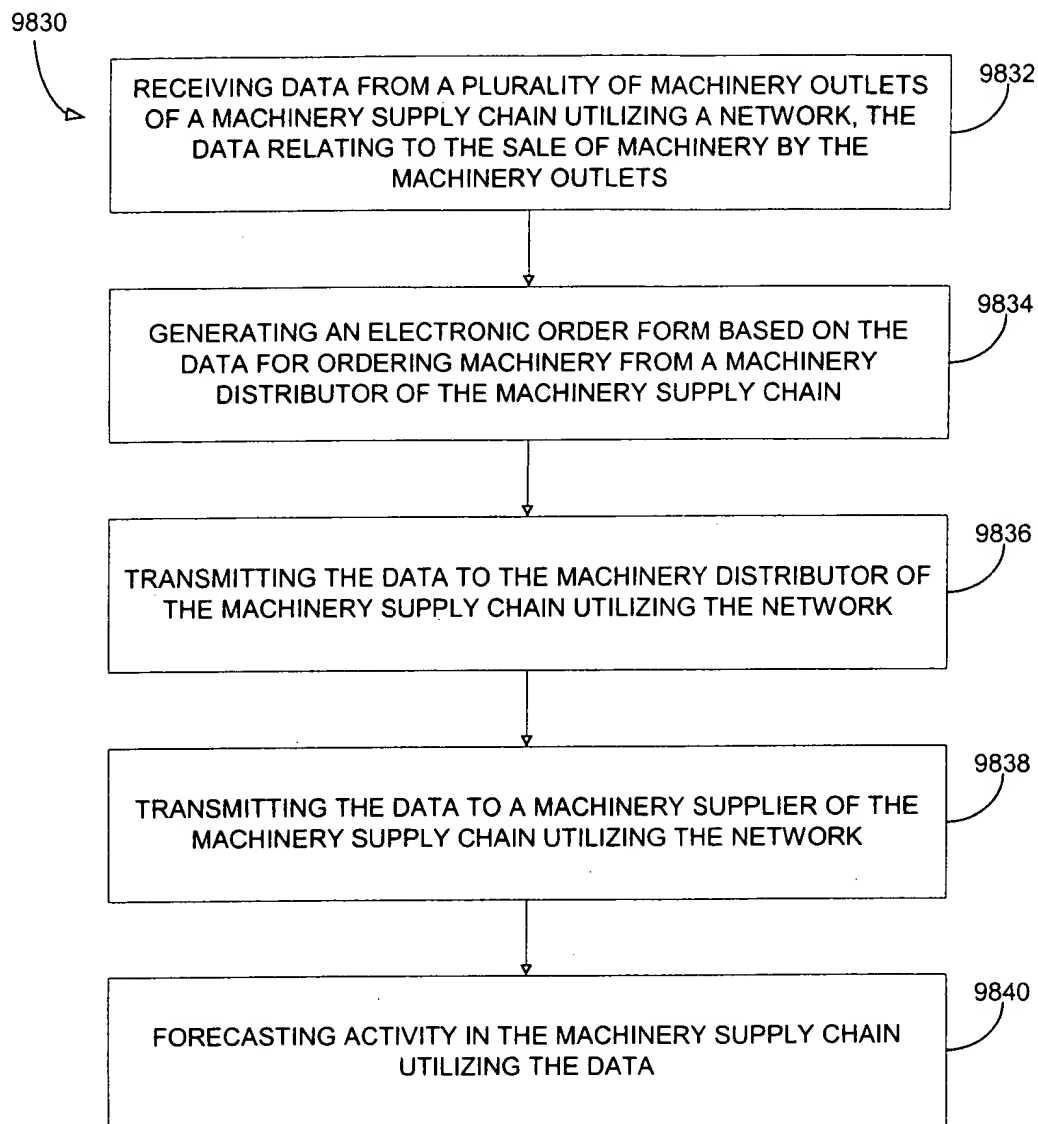 9830
RECEIVING DATA FROM A PLURALITY OF MACHINERY OUTLETS
OF A MACHINERY SUPPLY CHAIN UTILIZING A NETWORK, THE
DATA RELATING TO THE SALE OF MACHINERY BY THE
MACHINERY OUTLETS
9832
GENERATING AN ELECTRONIC ORDER FORM BASED ON THE
DATA FOR ORDERING MACHINERY FROM A MACHINERY
DISTRIBUTOR OF THE MACHINERY SUPPLY CHAIN
9834
TRANSMITTING THE DATA TO THE MACHINERY DISTRIBUTOR OF
THE MACHINERY SUPPLY CHAIN UTILIZING THE NETWORK
9836
TRANSMITTING THE DATA TO A MACHINERY SUPPLIER OF THE
MACHINERY SUPPLY CHAIN UTILIZING THE NETWORK
9838
FORECASTING ACTIVITY IN THE MACHINERY SUPPLY CHAIN
UTILIZING THE DATA
9840